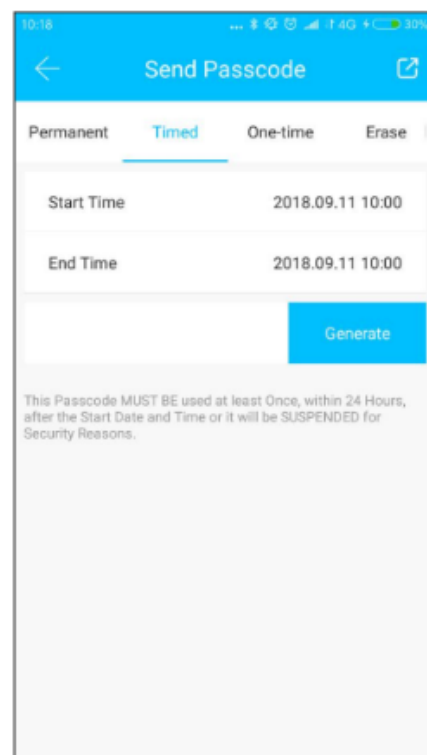 10:18 ... 4G 30%
Send Passcode
Permanent Timed One-time Erase
Start Time 2018.09.11 10:00
End Time 2018.09.11 10:00
Generate
This Passcode MUST BE used at least Once, within 24 Hours,
after the Start Date and Time or it will be SUSPENDED for
Security Reasons.